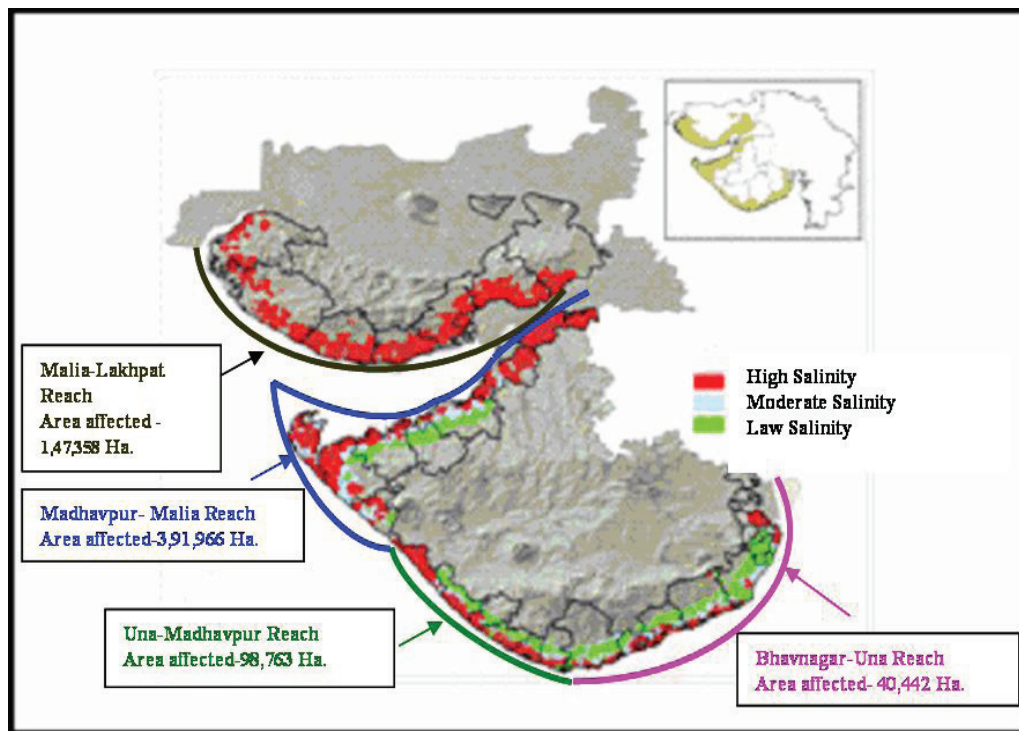 Malia-Lakhpat
Reach
Area affected -
1,47,358 Ha.
High Salinity
Moderate Salinity
Law Salinity
Madhavpur- Malia Reach
Area affected-3,91,966 Ha.
Una-Madhavpur Reach
Area affected-98,763 Ha.
Bhavnagar-Una Reach
Area affected- 40,442 Ha.